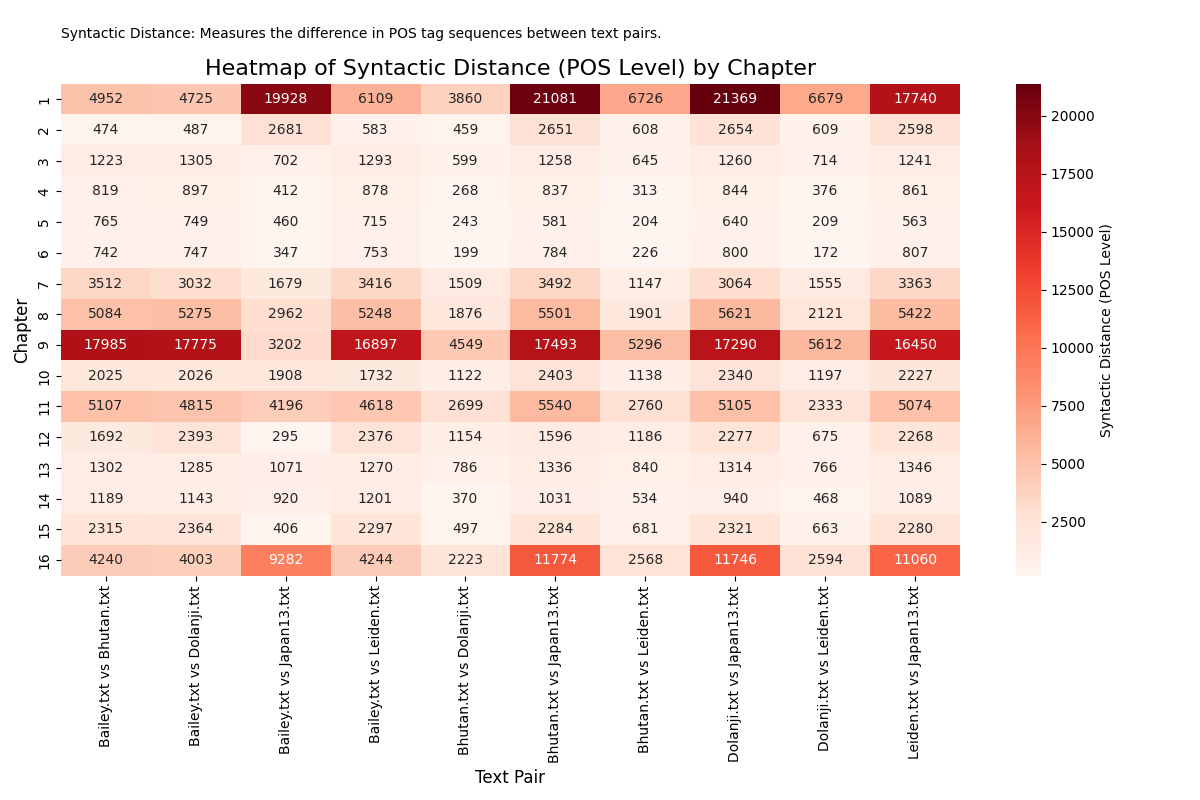 Syntactic Distance: Measures the difference in POS tag sequences between text pairs.
Heatmap of Syntactic Distance (POS Level) by Chapter
1 4952 4725 19928 6109 3860 21081 6726 21369 6679 17740
2 474 487 2681 583 459 2651 608 2654 609 2598
3 1223 1305 702 1293 599 1258 645 1260 714 1241
4 819 897 412 878 268 837 313 844 376 861
5 765 749 460 715 243 581 204 640 209 563
6 742 747 347 753 199 784 226 800 172 807
7 3512 3032 1679 3416 1509 3492 1147 3064 1555 3363
8 5084 5275 2962 5248 1876 5501 1901 5621 2121 5422
9 17985 17775 3202 16897 4549 17493 5296 17290 5612 16450
10 2025 2026 1908 1732 1122 2403 1138 2340 1197 2227
11 5107 4815 4196 4618 2699 5540 2760 5105 2333 5074
12 1692 2393 295 2376 1154 1596 1186 2277 675 2268
13 1302 1285 1071 1270 786 1336 840 1314 766 1346
14 1189 1143 920 1201 370 1031 534 940 468 1089
15 2315 2364 406 2297 497 2284 681 2321 663 2280
16 4240 4003 9282 4244 2223 11774 2568 11746 2594 11060
Chapter
Bailey.txt vs Bhutan.txt
Bailey.txt vs Dolanji.txt
Bailey.txt vs Japan13.txt
Bailey.txt vs Leiden.txt
Bhutan.txt vs Dolanji.txt
Bhutan.txt vs Japan13.txt
Bhutan.txt vs Leiden.txt
Dolanji.txt vs Japan13.txt
Dolanji.txt vs Leiden.txt
Leiden.txt vs Japan13.txt
Text Pair
20000
17500
15000
12500
10000
7500
5000
2500
Syntactic Distance (POS Level)